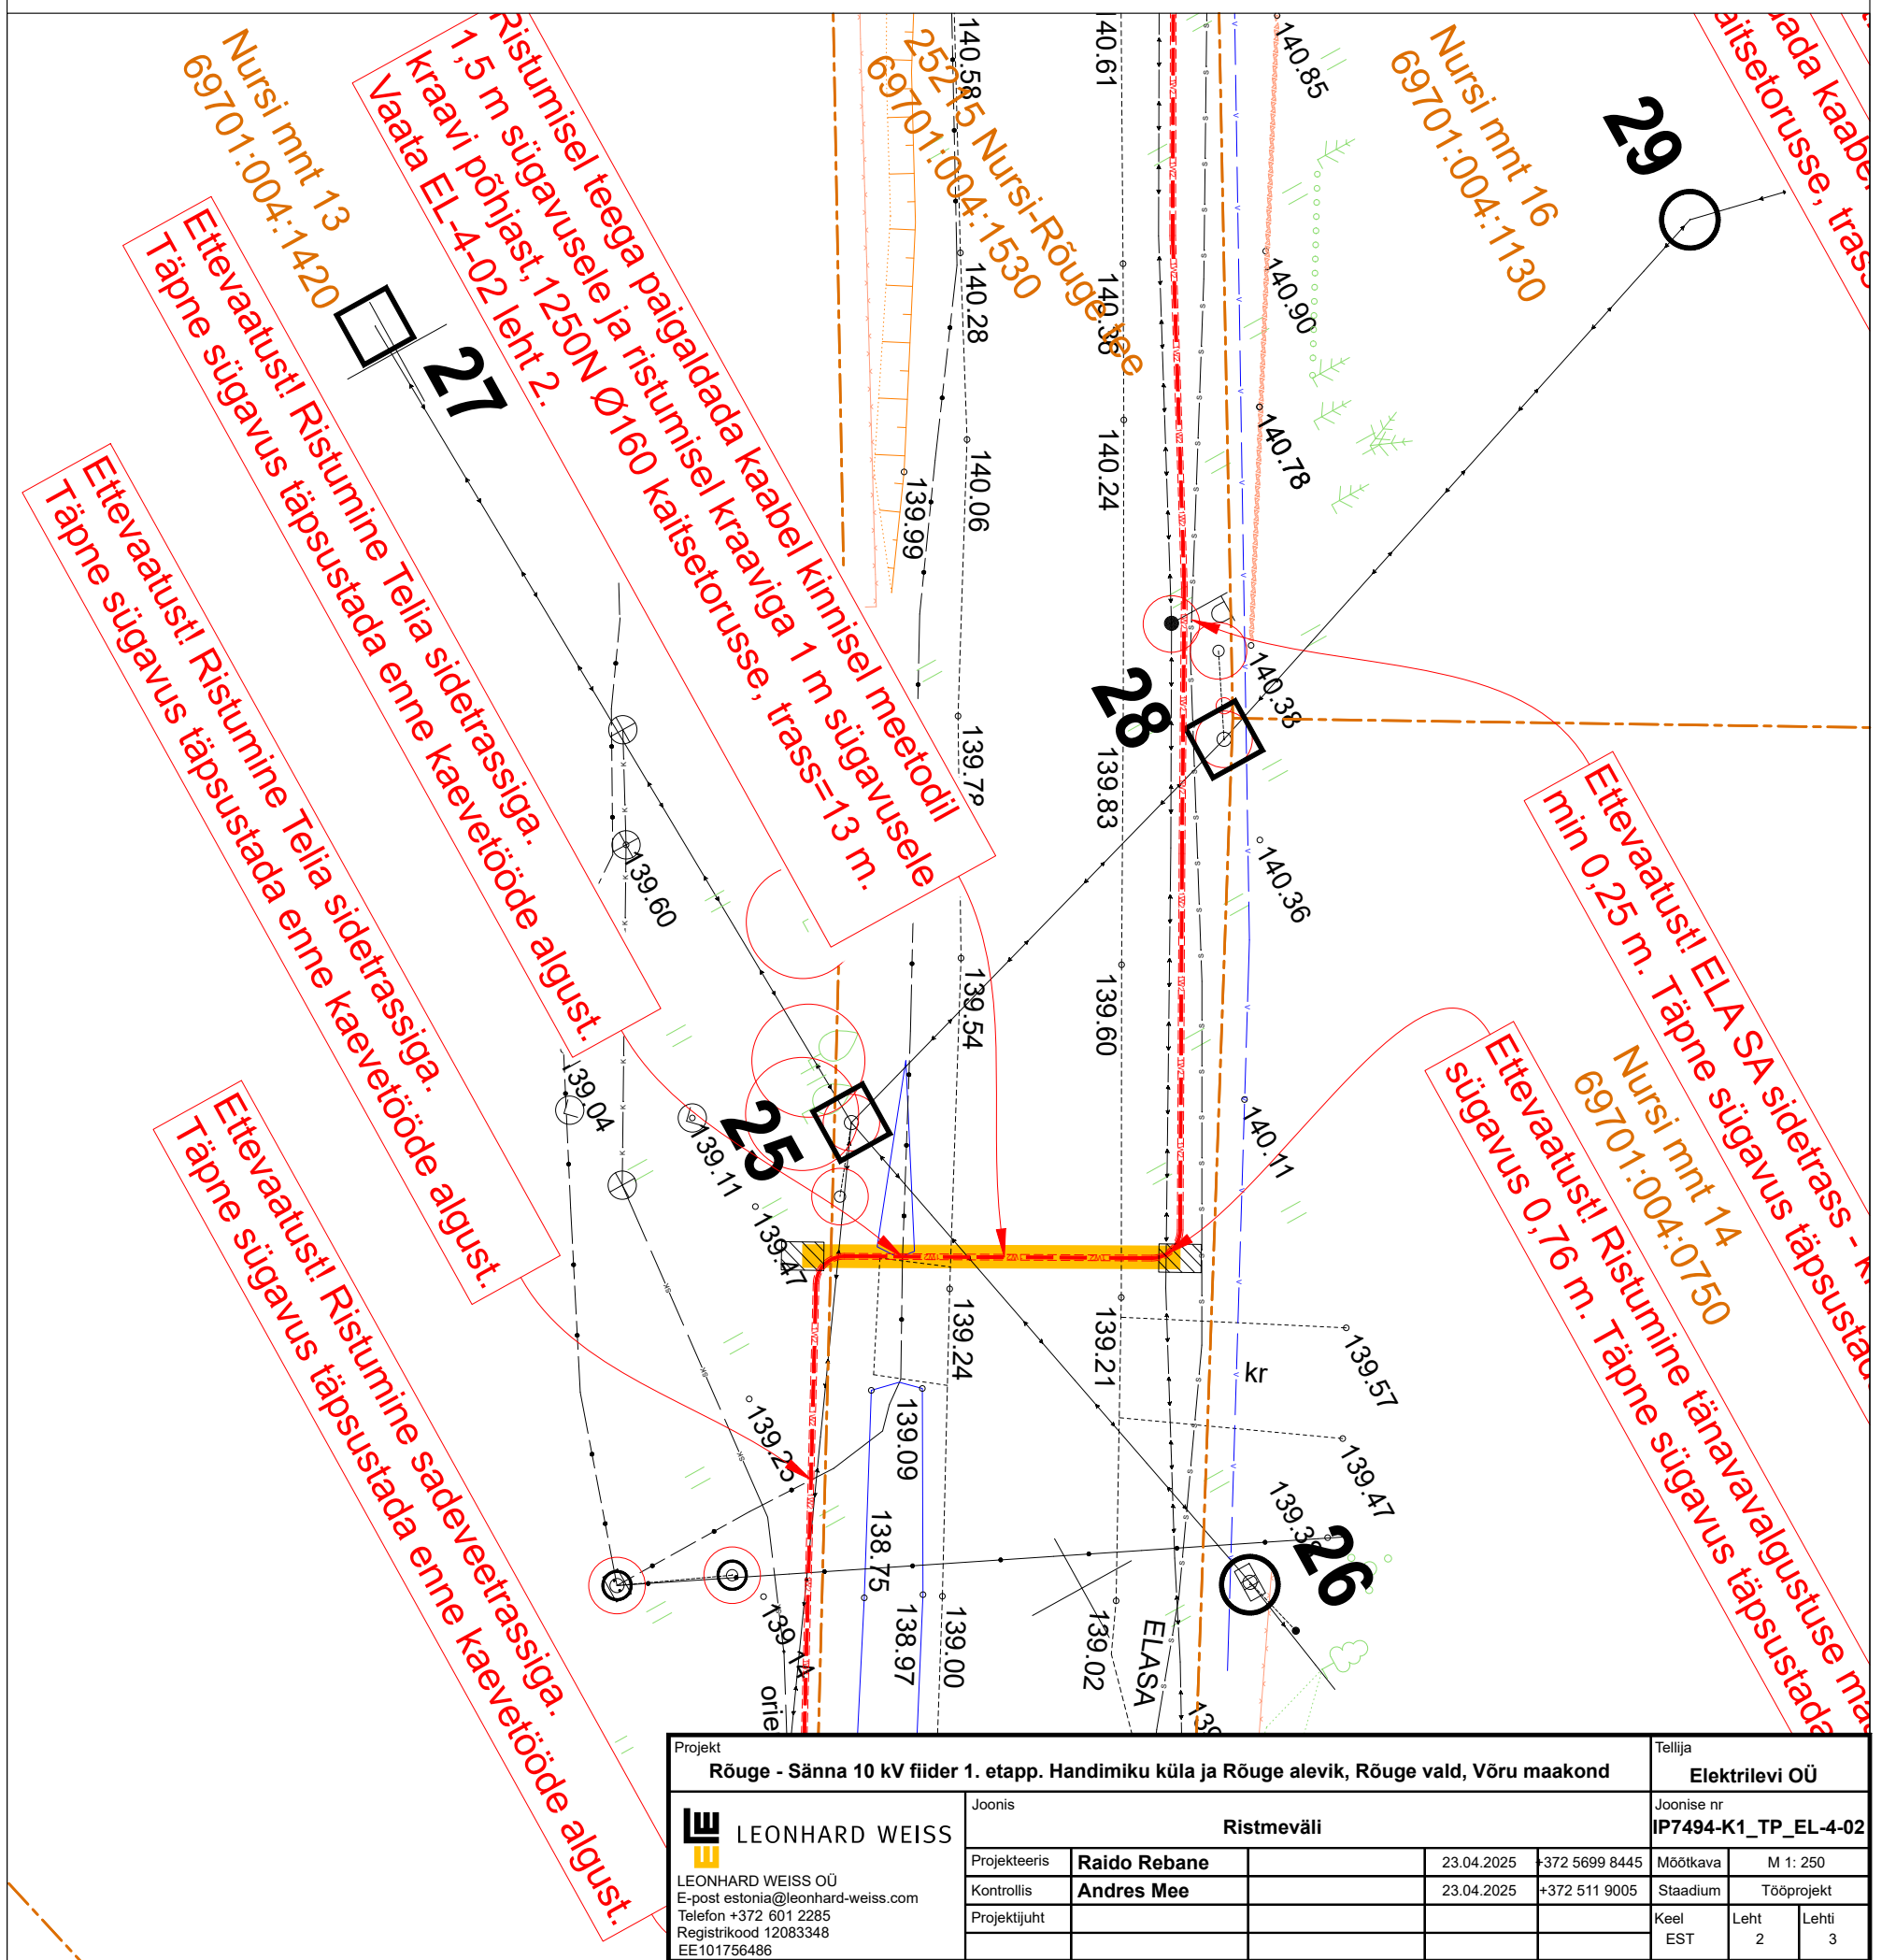 Nursi mnt 13
69701:004:1420
Ristumisel teega paigaldada kaabel kinnisel meetodil
1,5 m sügavusele ja ristumisel kraaviga 1 m sügavusele
kraavi põhjast, 1250N Ø160 kaitsetorusse, trass=13 m.
Vaata EL-4-02 leht 2.
25215 Nursi-Rõuge tee
69701:004:1530
Nursi mnt 16
69701:004:1130
aitsetorusse, trass
29
27
28
25
26
Ettevaatust! Ristumine Telia sidetrassiga.
Täpne sügavus täpsustada enne kaevetööde algust.
Ettevaatust! Ristumine Telia sidetrassiga.
Täpne sügavus täpsustada enne kaevetööde algust.
Ettevaatust! Ristumine sadeveetrassiga.
Täpne sügavus täpsustada enne kaevetööde algust.
Ettevaatust! ELA SA sidetrass -
min 0,25 m. Täpne sügavus täpsustada
Nursi mnt 14
69701:004:0750
Ettevaatust! Ristumine tänavavalgustuse
sügavus 0,76 m. Täpne sügavus täpsustada
140.58
140.28
140.06
139.99
139.54
140.61
140.36
140.24
139.83
139.60
139.21
139.02
140.85
140.90
140.78
140.38
140.36
140.11
139.57
139.47
139.60
139.04
139.11
139.47
139.24
139.25
139.09
138.75
138.97
139.00
139.14
kr
ELASA
orie
Projekt
Rõuge - Sänna 10 kV fiider 1. etapp. Handimiku küla ja Rõuge alevik, Rõuge vald, Võru maakond
Tellija
Elektrilevi OÜ
LEONHARD WEISS
LEONHARD WEISS OÜ
E-post estonia@leonhard-weiss.com
Telefon +372 601 2285
Registrikood 12083348
EE101756486
Joonis
Ristmeväli
Joonise nr
IP7494-K1_TP_EL-4-02
Projekteeris Raido Rebane 23.04.2025 +372 5699 8445 Mõõtkava M 1: 250
Kontrollis Andres Mee 23.04.2025 +372 511 9005 Staadium Tööprojekt
Projektijuht
Keel Leht Lehti
EST 2 3